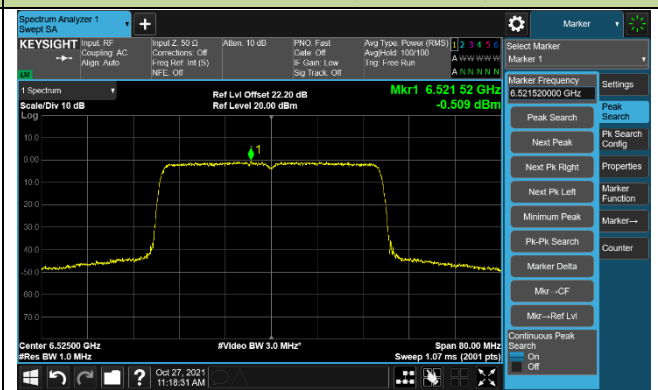 Spectrum Analyzer 1
Swept SA
+
Marker
KEYSIGHT
Input: RF
Coupling: AC
Align: Auto
Input Z: 50 Ω
Corrections: Off
Freq Ref: Int (S)
NFE: Off
Atten: 10 dB
PNO: Fast
Gate: Off
IF Gain: Low
Sig Track: Off
Avg Type: Power (RMS)
Avg|Hold: 100/100
Trig: Free Run
1 2 3 4 5 6
A W W W W W
A N N N N N
Select Marker
Marker 1
LXI
1 Spectrum
Scale/Div 10 dB
Log
Ref Lvl Offset 22.20 dB
Ref Level 20.00 dBm
Mkr1 6.521 52 GHz
-0.509 dBm
1
10.0
0.00
-10.0
-20.0
-30.0
-40.0
-50.0
-60.0
-70.0
Center 6.52500 GHz
#Res BW 1.0 MHz
#Video BW 3.0 MHz*
Span 80.00 MHz
Sweep 1.07 ms (2001 pts)
Marker Frequency
6.521520000 GHz
Peak Search
Next Peak
Next Pk Right
Next Pk Left
Minimum Peak
Pk-Pk Search
Marker Delta
Mkr→CF
Mkr→Ref Lvl
Continuous Peak
Search
On
Off
Settings
Peak
Search
Pk Search
Config
Properties
Marker
Function
Marker→
Counter
?
Oct 27, 2021
11:18:31 AM